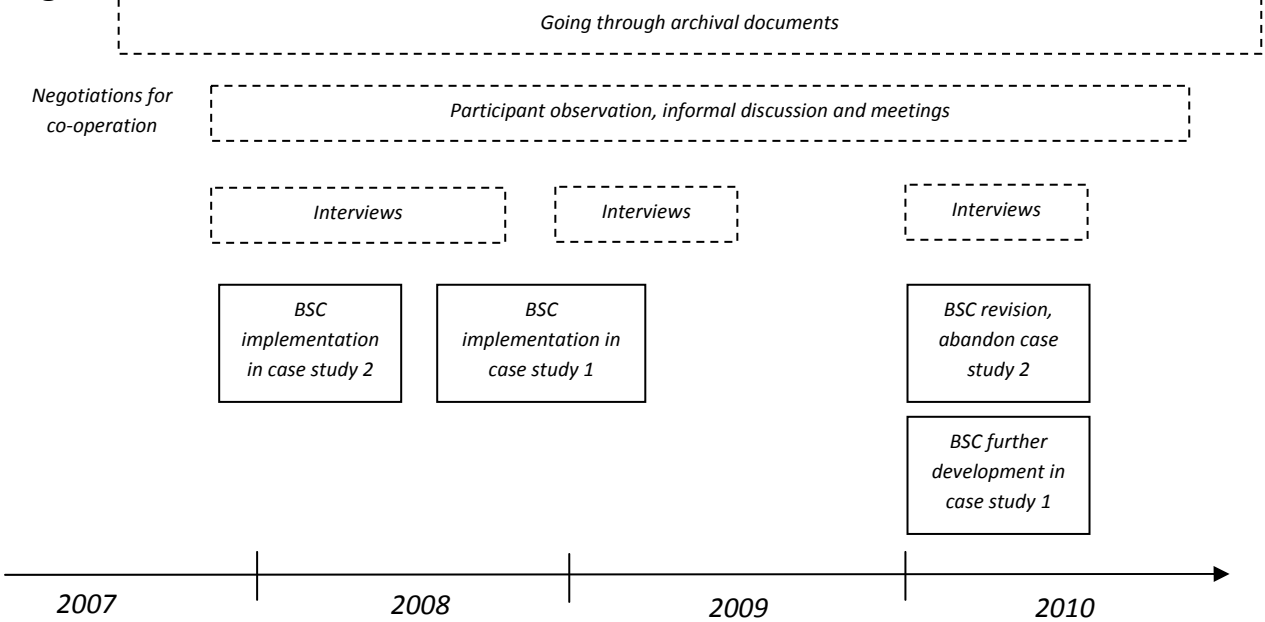 Going through archival documents
Negotiations for
co-operation
Participant observation, informal discussion and meetings
Interviews
Interviews
Interviews
BSC
implementation
in case study 2
BSC
implementation in
case study 1
BSC revision,
abandon case
study 2
BSC further
development in
case study 1
2007
2008
2009
2010